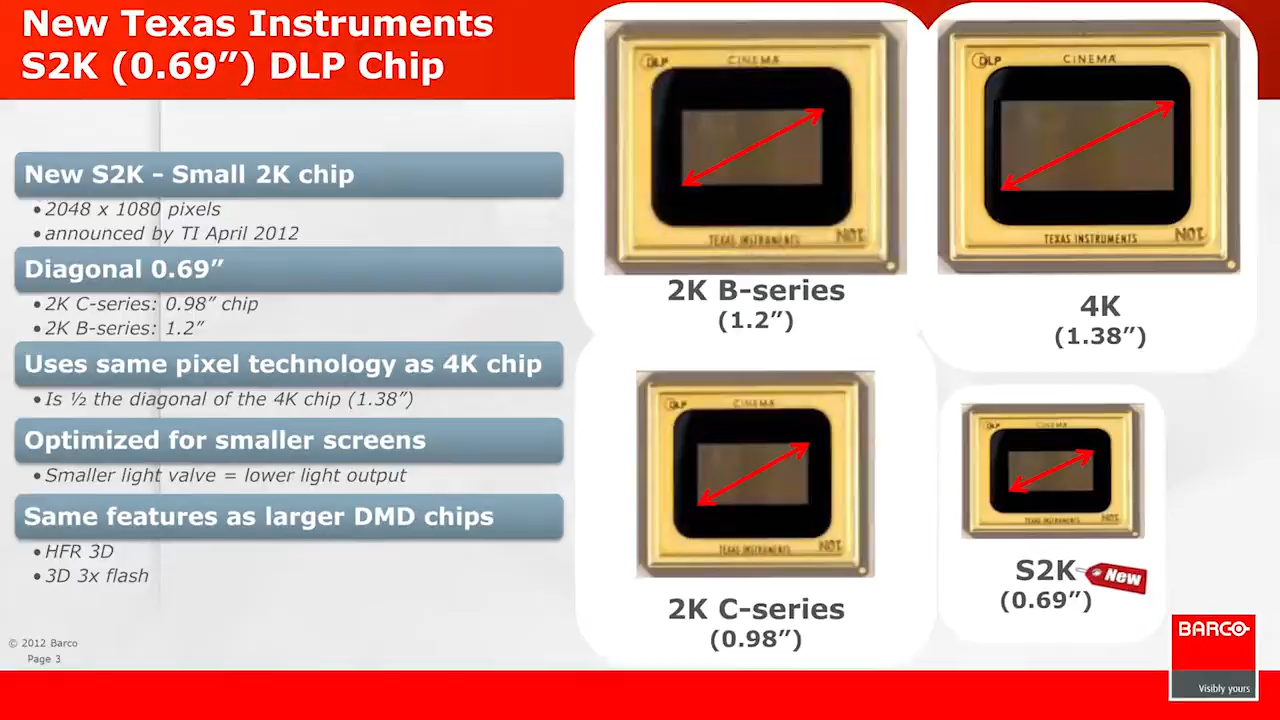 New Texas Instruments
S2K (0.69”) DLP Chip
New S2K – Small 2K chip
•2048 x 1080 pixels
•announced by TI April 2012
Diagonal 0.69”
•2K C-series: 0.98” chip
•2K B-series: 1.2”
Uses same pixel technology as 4K chip
•Is ½ the diagonal of the 4K chip (1.38”)
Optimized for smaller screens
•Smaller light valve = lower light output
Same features as larger DMD chips
•HFR 3D
•3D 3x flash
© 2012 Barco
Page 3
DLP CINEMA
TEXAS INSTRUMENTS
2K B-series
(1.2”)
DLP CINEMA
TEXAS INSTRUMENTS
4K
(1.38”)
DLP CINEMA
TEXAS INSTRUMENTS
2K C-series
(0.98”)
DLP CINEMA
TEXAS INSTRUMENTS
S2K New
(0.69”)
BARCO
Visibly yours